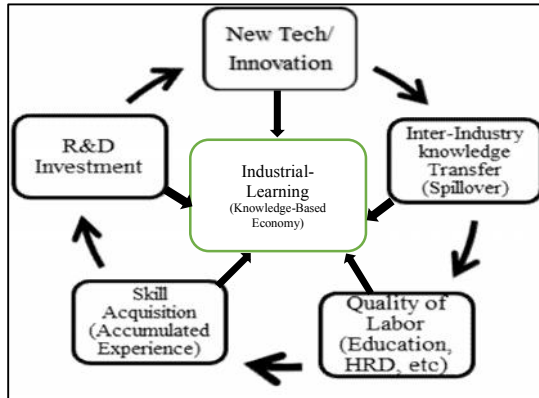 New Tech/
Innovation
R&D
Investment
Inter-Industry
knowledge
Transfer
(Spillover)
Industrial-
Learning
(Knowledge-Based
Economy)
Skill
Acquisition
(Accumulated
Experience)
Quality of
Labor
(Education,
HRD, etc)